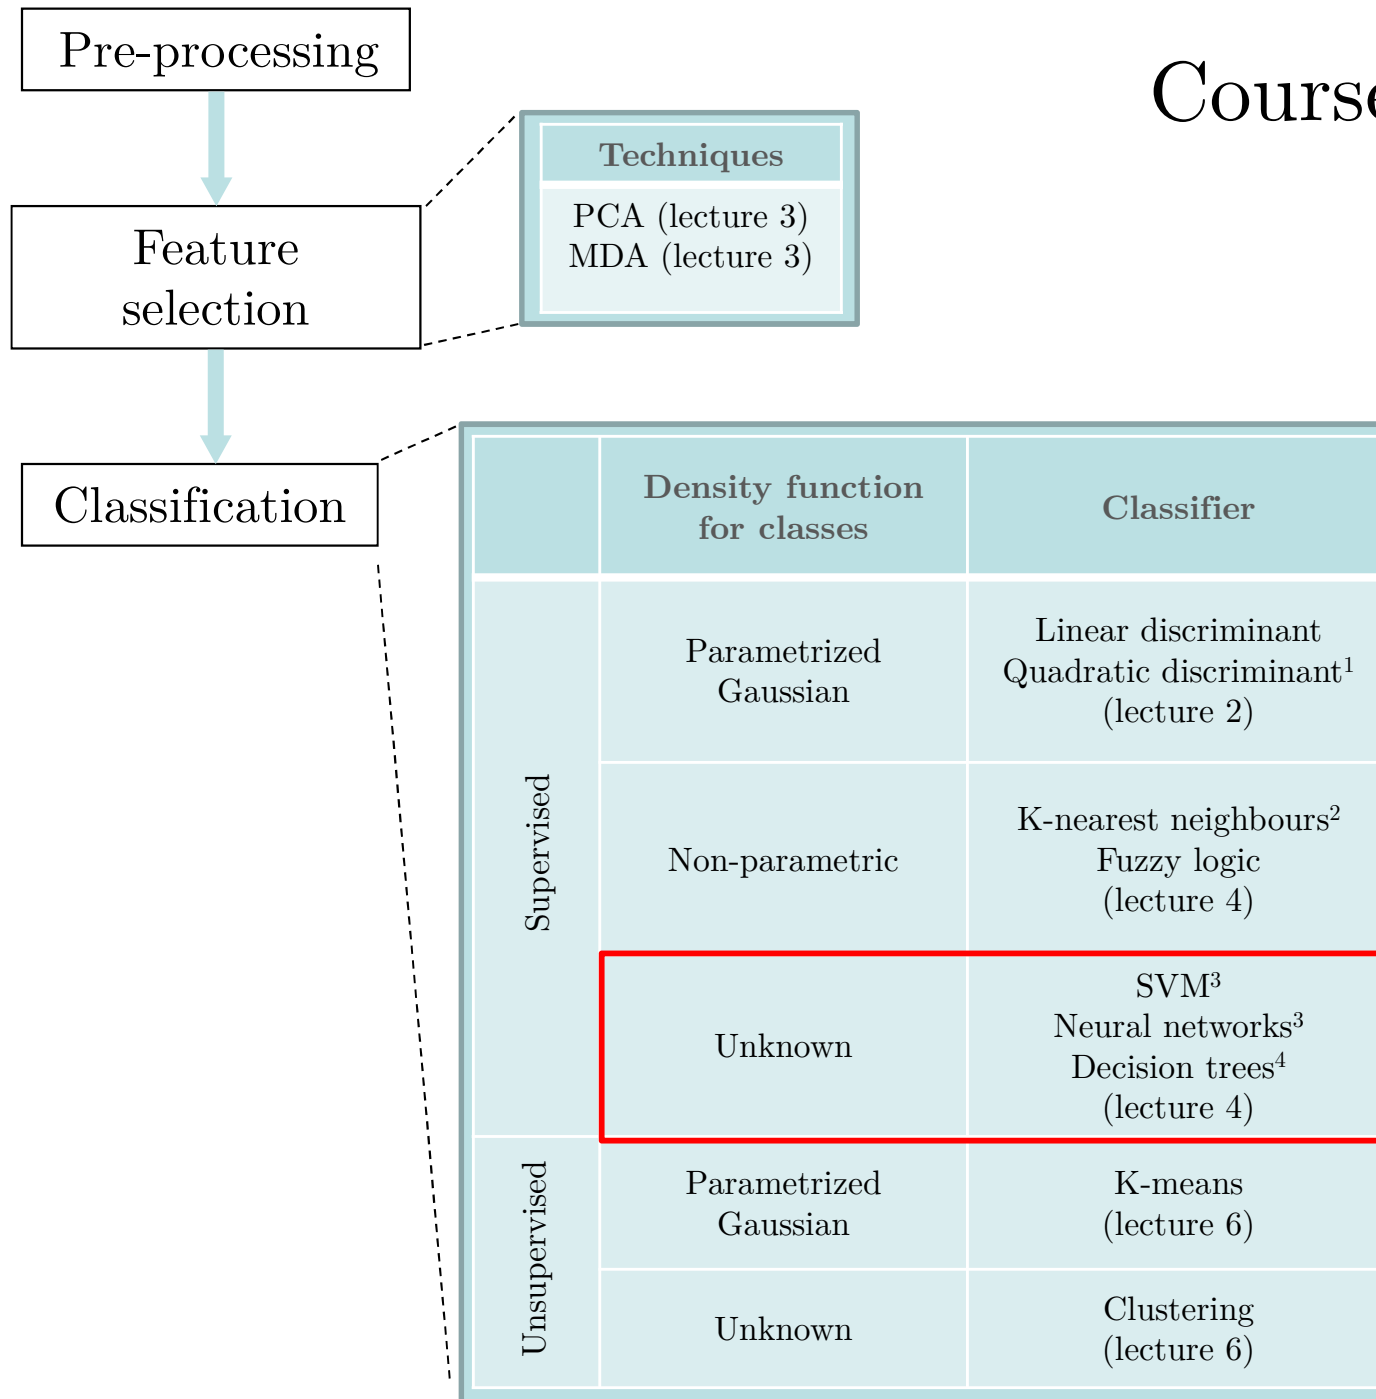 Pre-processing
Course
Techniques
PCA (lecture 3)
MDA (lecture 3)
Feature
selection
Classification
Density function
for classes
Classifier
Supervised
Parametrized
Gaussian
Linear discriminant
Quadratic discriminant¹
(lecture 2)
Non-parametric
K-nearest neighbours²
Fuzzy logic
(lecture 4)
Unknown
SVM³
Neural networks³
Decision trees⁴
(lecture 4)
Unsupervised
Parametrized
Gaussian
K-means
(lecture 6)
Unknown
Clustering
(lecture 6)